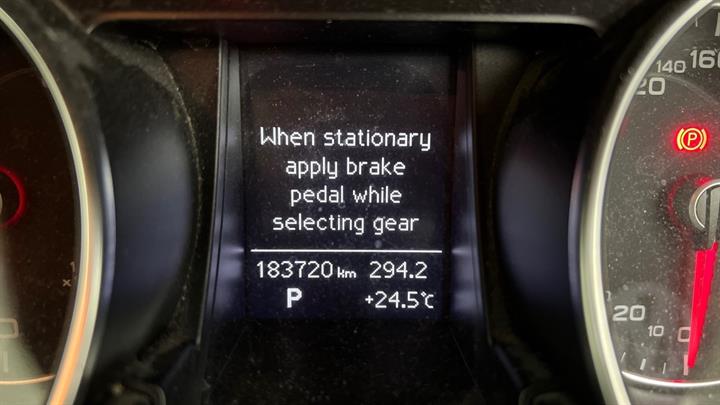 When stationary
apply brake
pedal while
selecting gear
183720 km 294.2
P +24.5°C
160
140
20
P
20
10
0